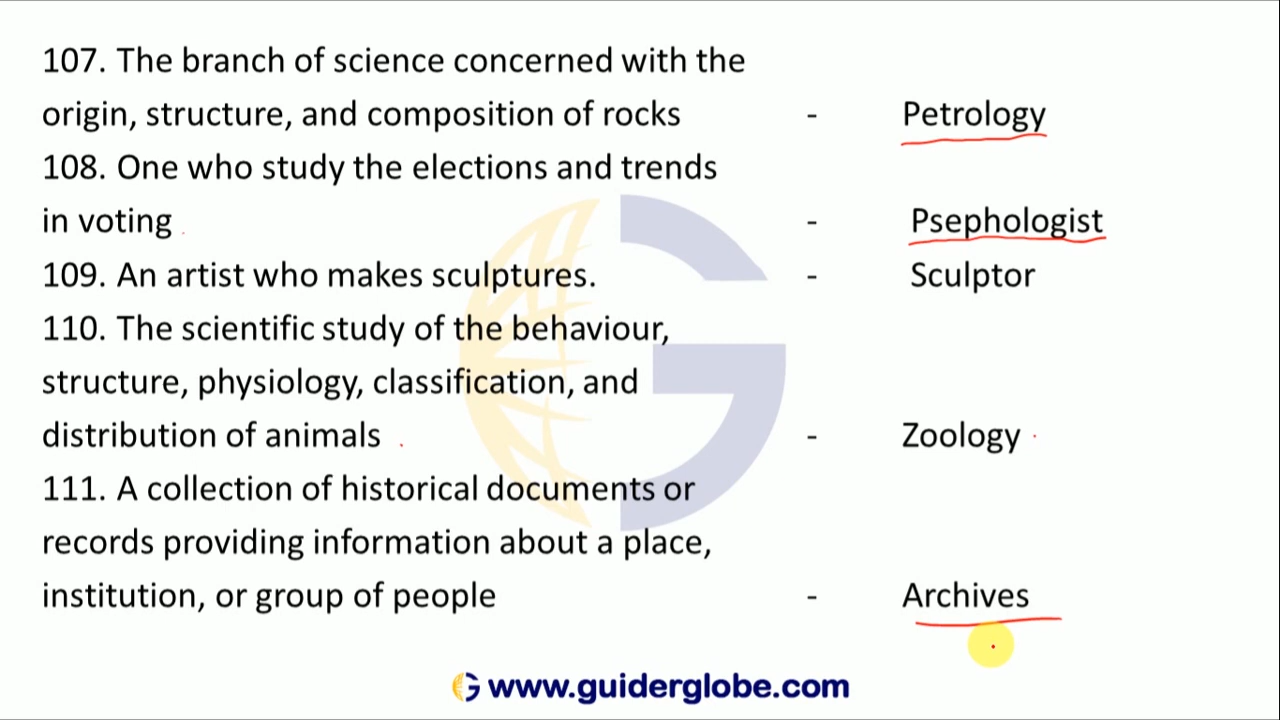 107. The branch of science concerned with the
origin, structure, and composition of rocks - Petrology
108. One who study the elections and trends
in voting - Psephologist
109. An artist who makes sculptures. - Sculptor
110. The scientific study of the behaviour,
structure, physiology, classification, and
distribution of animals - Zoology
111. A collection of historical documents or
records providing information about a place,
institution, or group of people - Archives
www.guiderglobe.com